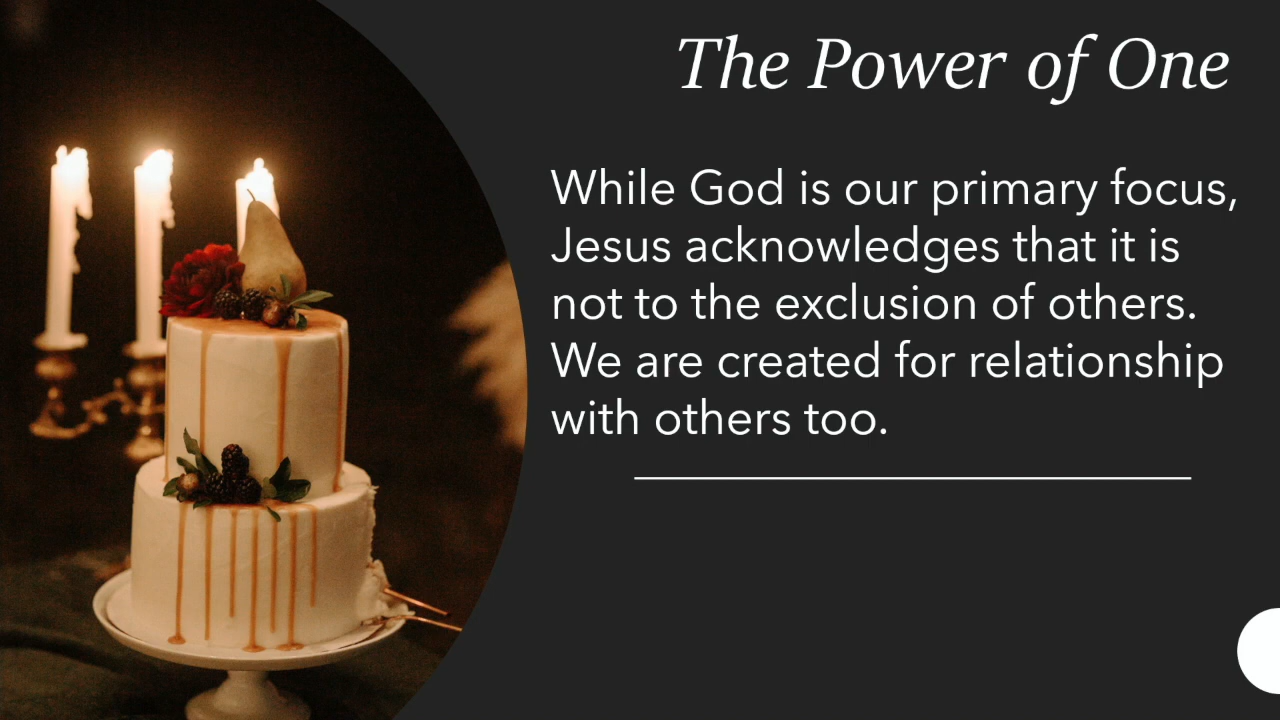 The Power of One
While God is our primary focus,
Jesus acknowledges that it is
not to the exclusion of others.
We are created for relationship
with others too.